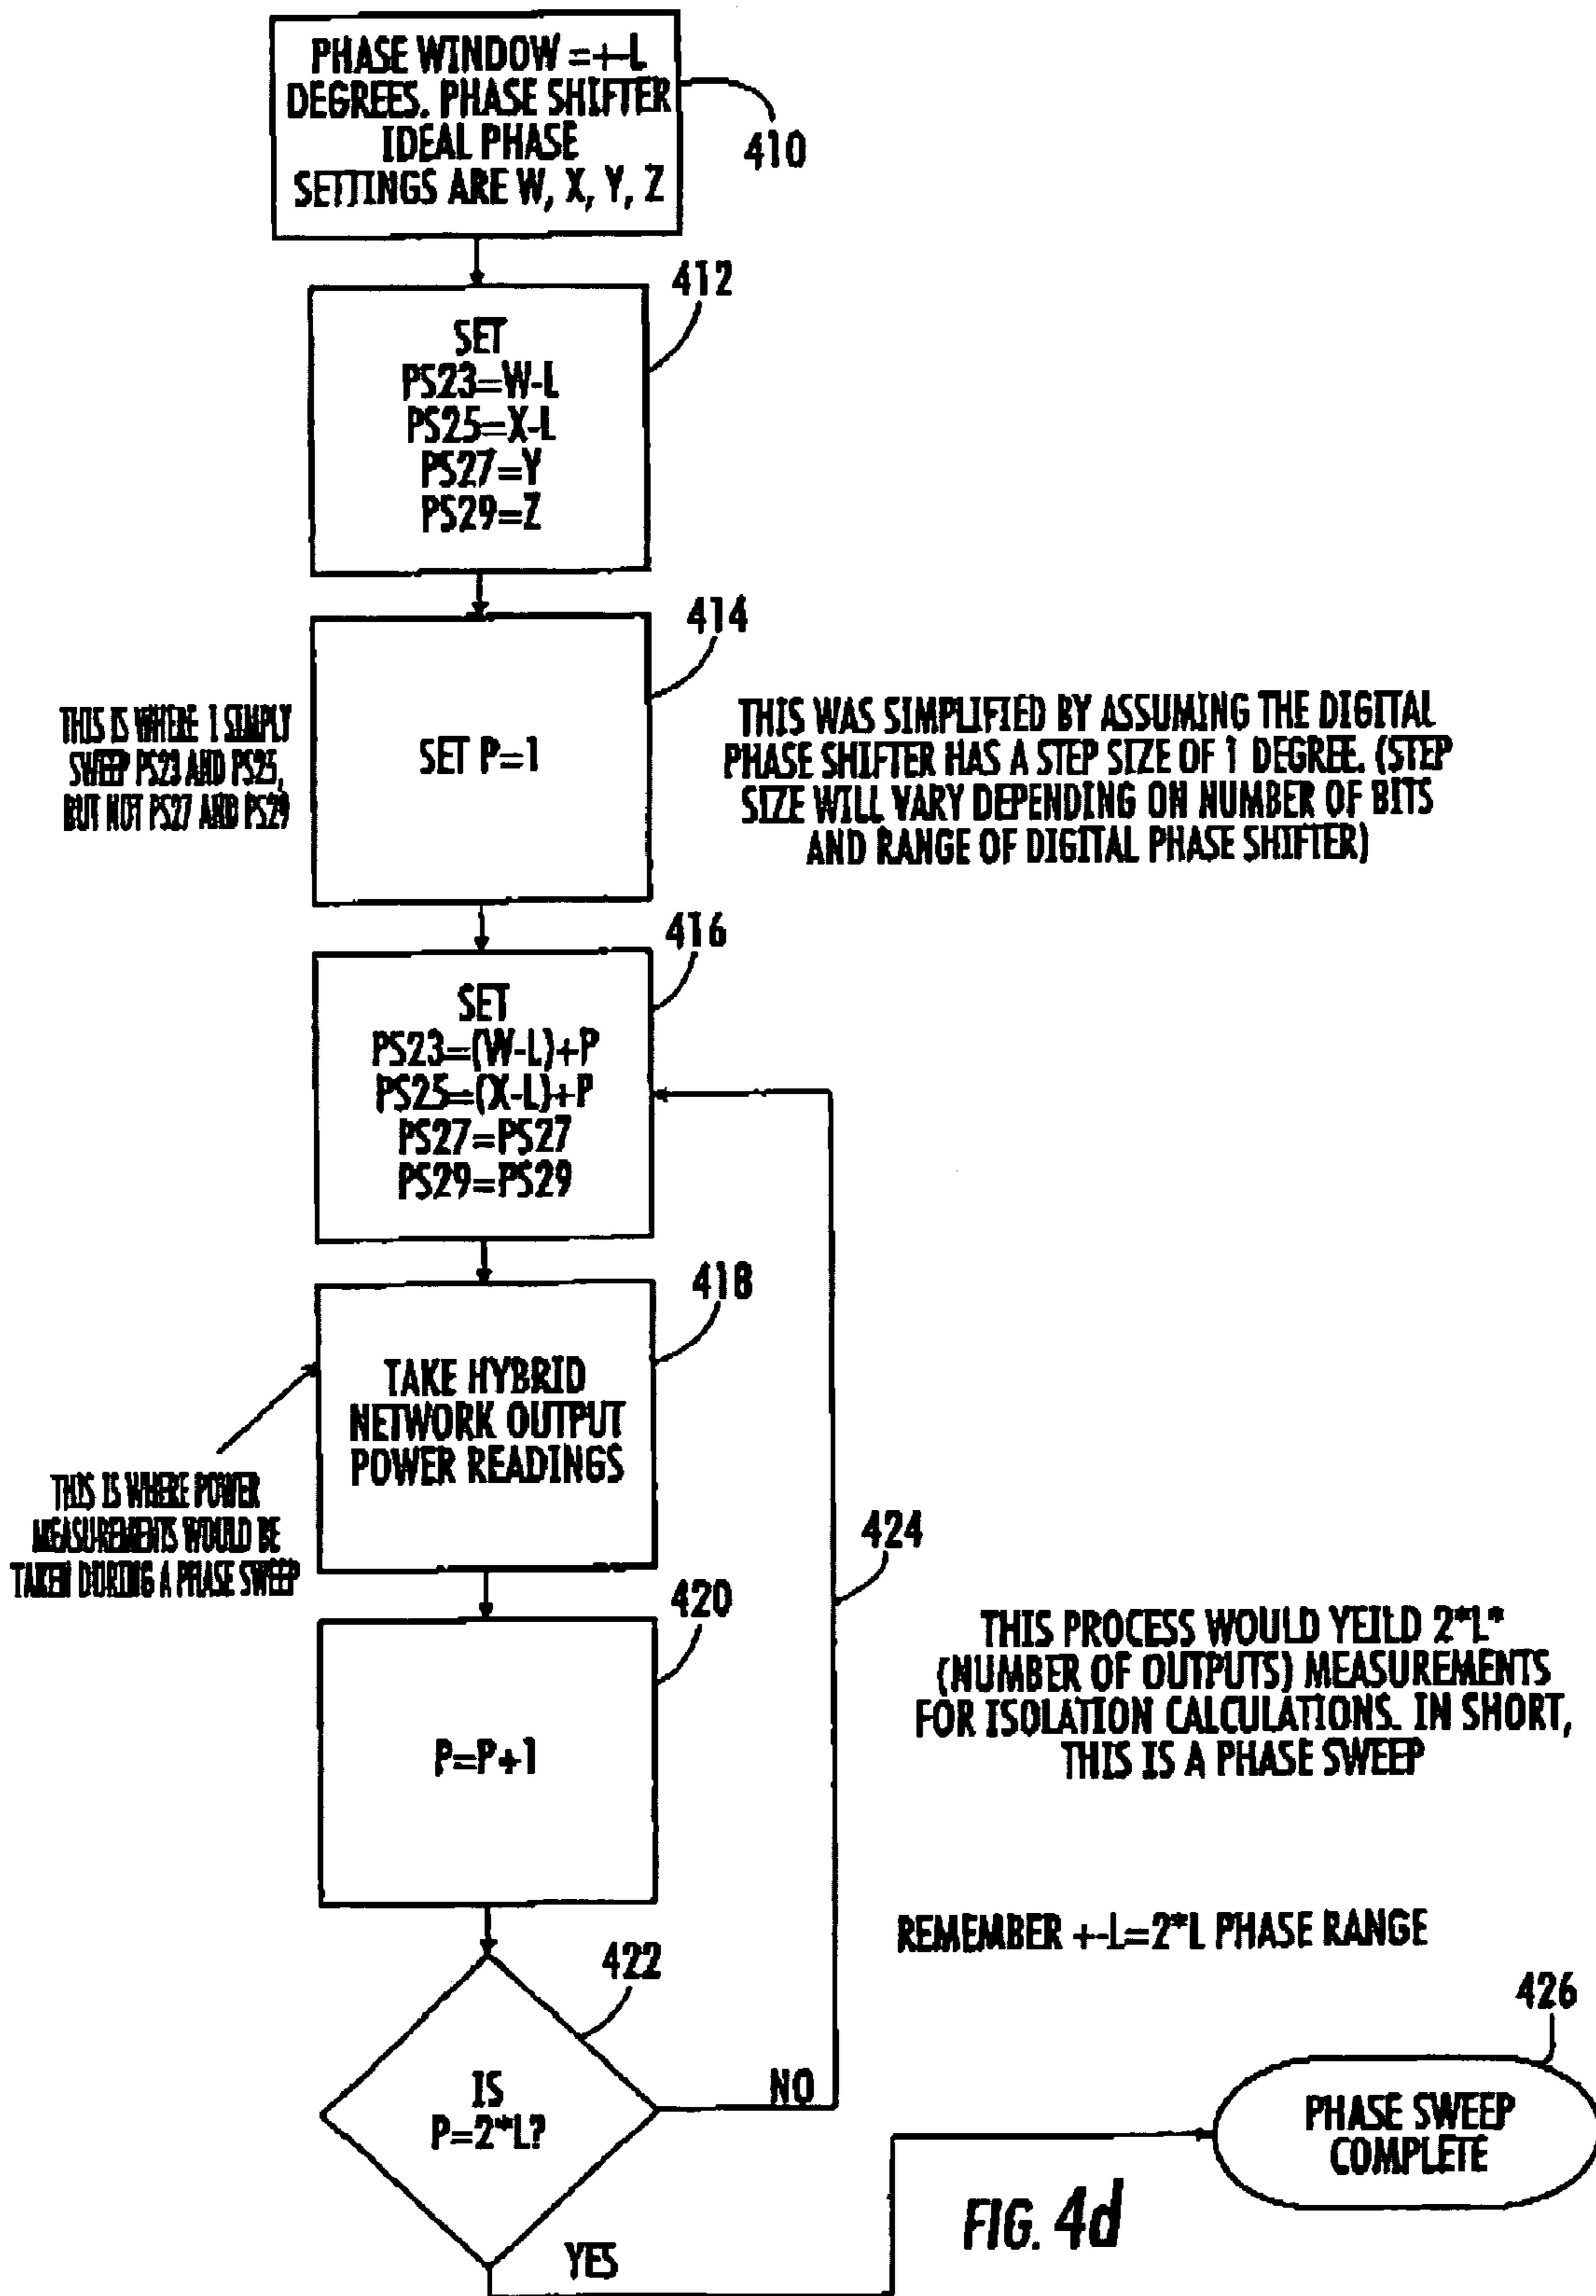 PHASE WINDOW =+-L
DEGREES. PHASE SHIFTER
IDEAL PHASE
SETTINGS ARE W, X, Y, Z
410
412
SET
PS23=W-L
PS25=X-L
PS27=Y
PS29=Z
414
THIS IS WHERE I SIMPLY
SWEEP PS23 AND PS25,
BUT NOT PS27 AND PS29
SET P=1
THIS WAS SIMPLIFIED BY ASSUMING THE DIGITAL
PHASE SHIFTER HAS A STEP SIZE OF 1 DEGREE. (STEP
SIZE WILL VARY DEPENDING ON NUMBER OF BITS
AND RANGE OF DIGITAL PHASE SHIFTER)
416
SET
PS23=(W-L)+P
PS25=(X-L)+P
PS27=PS27
PS29=PS29
418
TAKE HYBRID
NETWORK OUTPUT
POWER READINGS
THIS IS WHERE POWER
MEASUREMENTS WOULD BE
TAKEN DURING A PHASE SWEEP
424
420
P=P+1
THIS PROCESS WOULD YEILD 2*L*
(NUMBER OF OUTPUTS) MEASUREMENTS
FOR ISOLATION CALCULATIONS. IN SHORT,
THIS IS A PHASE SWEEP
REMEMBER +-L=2*L PHASE RANGE
422
IS
P=2*L?
NO
YES
426
PHASE SWEEP
COMPLETE
FIG. 4d